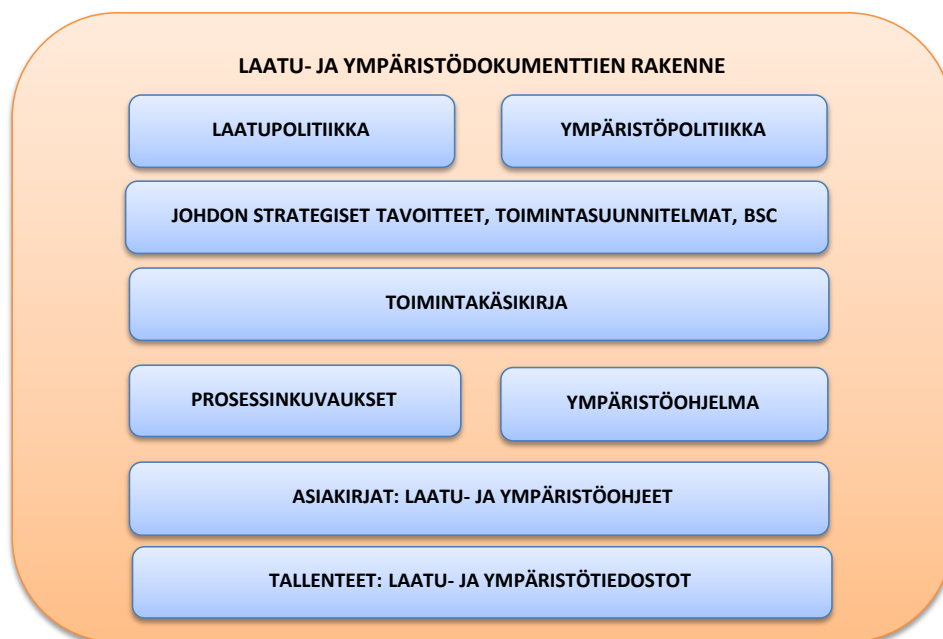 LAATU- JA YMPÄRISTÖDOKUMENTTIEN RAKENNE
LAATUPOLITIIKKA
YMPÄRISTÖPOLITIIKKA
JOHDON STRATEGISET TAVOITTEET, TOIMINTASUUNNITELMAT, BSC
TOIMINTAKÄSIKIRJA
PROSESSINKUVAUKSET
YMPÄRISTÖOHJELMA
ASIAKIRJAT: LAATU- JA YMPÄRISTÖOHJEET
TALLENTEET: LAATU- JA YMPÄRISTÖTIEDOSTOT